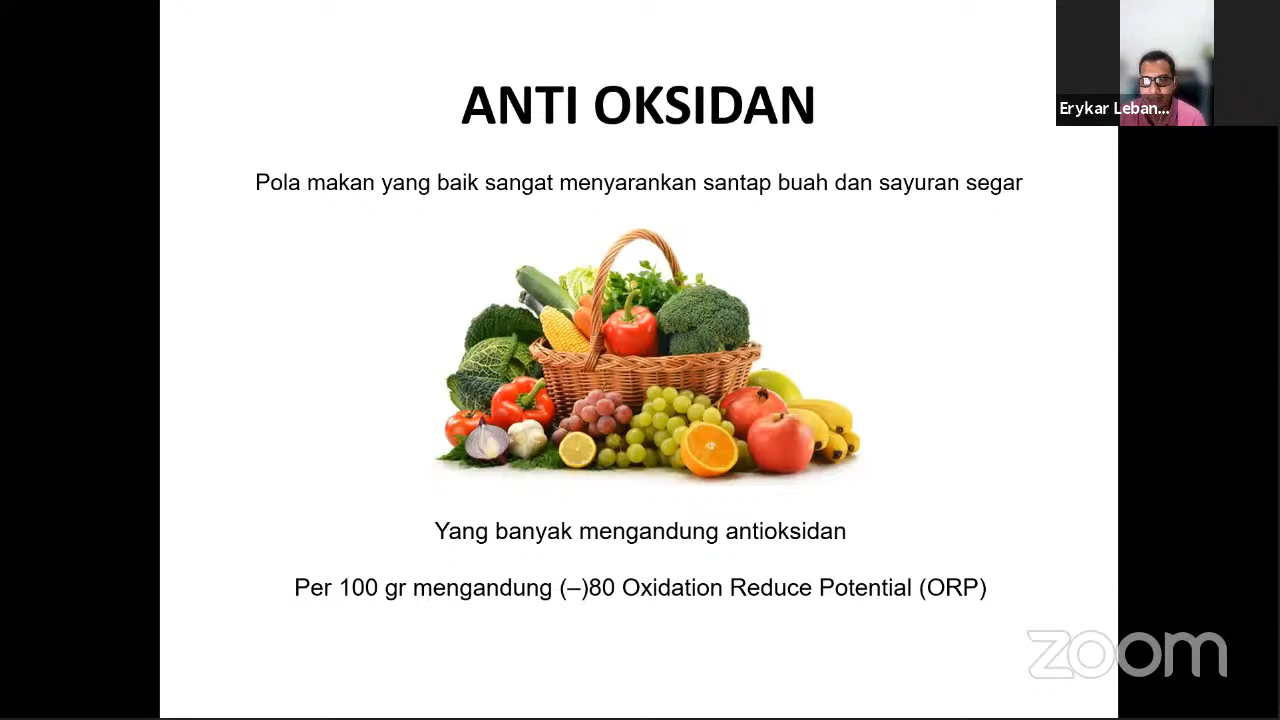 ANTI OKSIDAN
Erykar Leban...
Pola makan yang baik sangat menyarankan santap buah dan sayuran segar
Yang banyak mengandung antioksidan
Per 100 gr mengandung (–)80 Oxidation Reduce Potential (ORP)
zoom